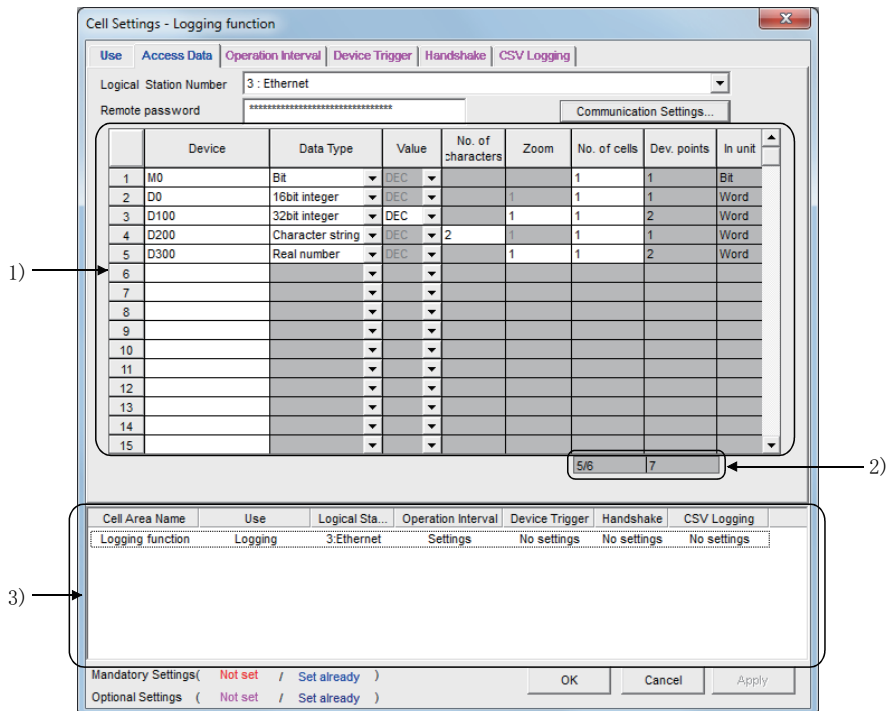 Cell Settings - Logging function
X
Use Access Data Operation Interval Device Trigger Handshake CSV Logging
Logical Station Number 3 : Ethernet
Remote password ********************************
Communication Settings...
Device Data Type Value No. of characters Zoom No. of cells Dev. points In unit
1 M0 Bit DEC 1 1 Bit
2 D0 16bit integer DEC 1 1 1 Word
3 D100 32bit integer DEC 1 1 2 Word
4 D200 Character string DEC 2 1 1 1 Word
5 D300 Real number DEC 1 1 2 Word
6
7
8
9
10
11
12
13
14
15
1)
5/6 7
2)
Cell Area Name Use Logical Sta... Operation Interval Device Trigger Handshake CSV Logging
Logging function Logging 3:Ethernet Settings No settings No settings No settings
3)
Mandatory Settings( Not set / Set already )
Optional Settings ( Not set / Set already )
OK Cancel Apply